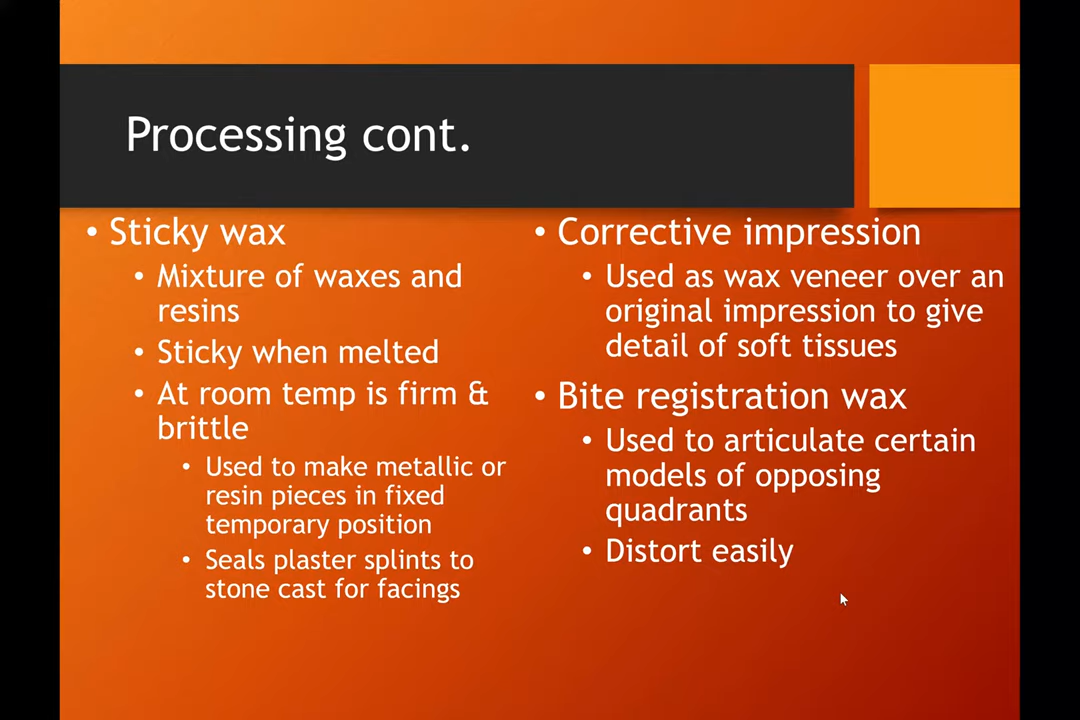 Processing cont.
• Sticky wax
• Mixture of waxes and
resins
• Sticky when melted
• At room temp is firm &
brittle
• Used to make metallic or
resin pieces in fixed
temporary position
• Seals plaster splints to
stone cast for facings
• Corrective impression
• Used as wax veneer over an
original impression to give
detail of soft tissues
• Bite registration wax
• Used to articulate certain
models of opposing
quadrants
• Distort easily